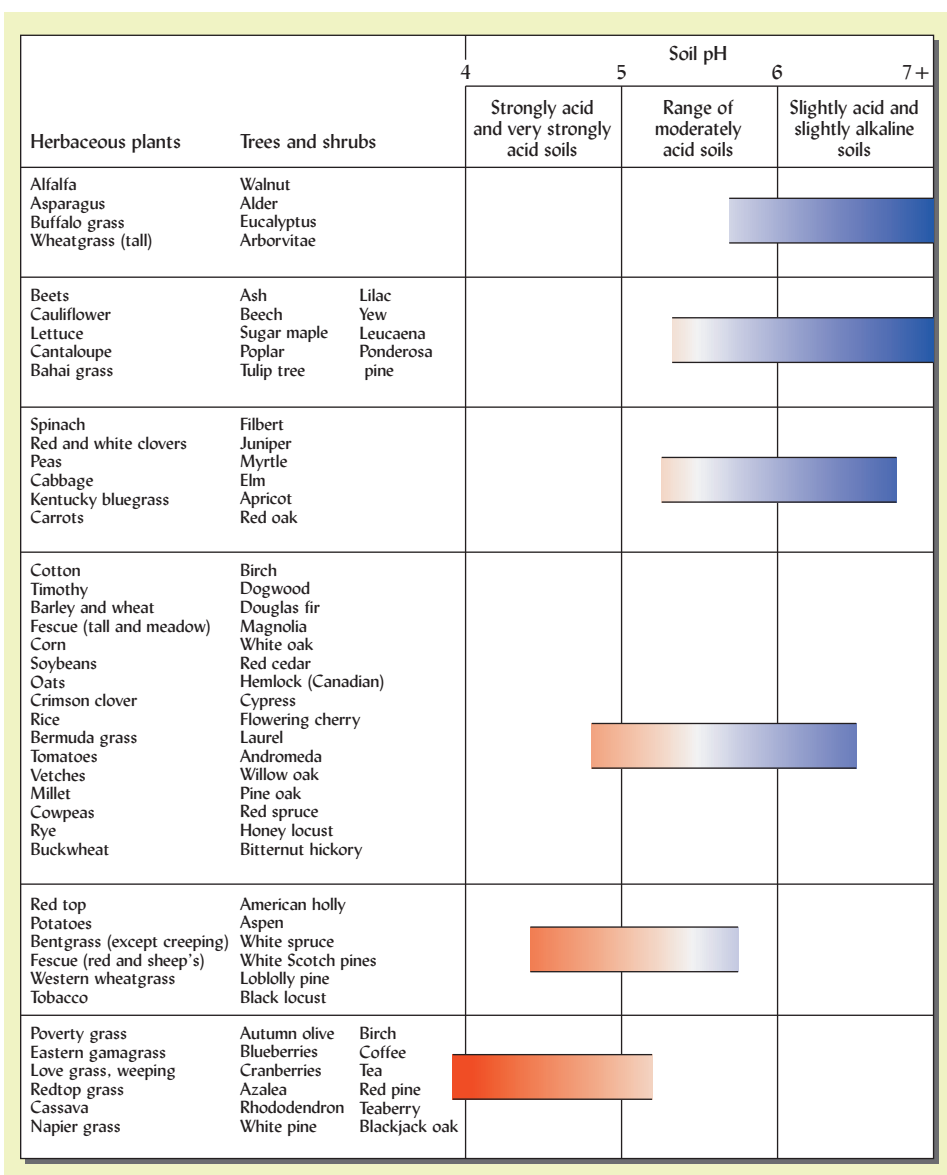 Soil pH
4 5 6 7+
Herbaceous plants Trees and shrubs
Strongly acid
and very strongly
acid soils
Range of
moderately
acid soils
Slightly acid and
slightly alkaline
soils
Alfalfa Walnut
Asparagus Alder
Buffalo grass Eucalyptus
Wheatgrass (tall) Arborvitae
Beets Ash Lilac
Cauliflower Beech Yew
Lettuce Sugar maple Leucaena
Cantaloupe Poplar Ponderosa
Bahai grass Tulip tree pine
Spinach Filbert
Red and white clovers Juniper
Peas Myrtle
Cabbage Elm
Kentucky bluegrass Apricot
Carrots Red oak
Cotton Birch
Timothy Dogwood
Barley and wheat Douglas fir
Fescue (tall and meadow) Magnolia
Corn White oak
Soybeans Red cedar
Oats Hemlock (Canadian)
Crimson clover Cypress
Rice Flowering cherry
Bermuda grass Laurel
Tomatoes Andromeda
Vetches Willow oak
Millet Pine oak
Cowpeas Red spruce
Rye Honey locust
Buckwheat Bitternut hickory
Red top American holly
Potatoes Aspen
Bentgrass (except creeping) White spruce
Fescue (red and sheep's) White Scotch pines
Western wheatgrass Loblolly pine
Tobacco Black locust
Poverty grass Autumn olive Birch
Eastern gamagrass Blueberries Coffee
Love grass, weeping Cranberries Tea
Redtop grass Azalea Red pine
Cassava Rhododendron Teaberry
Napier grass White pine Blackjack oak